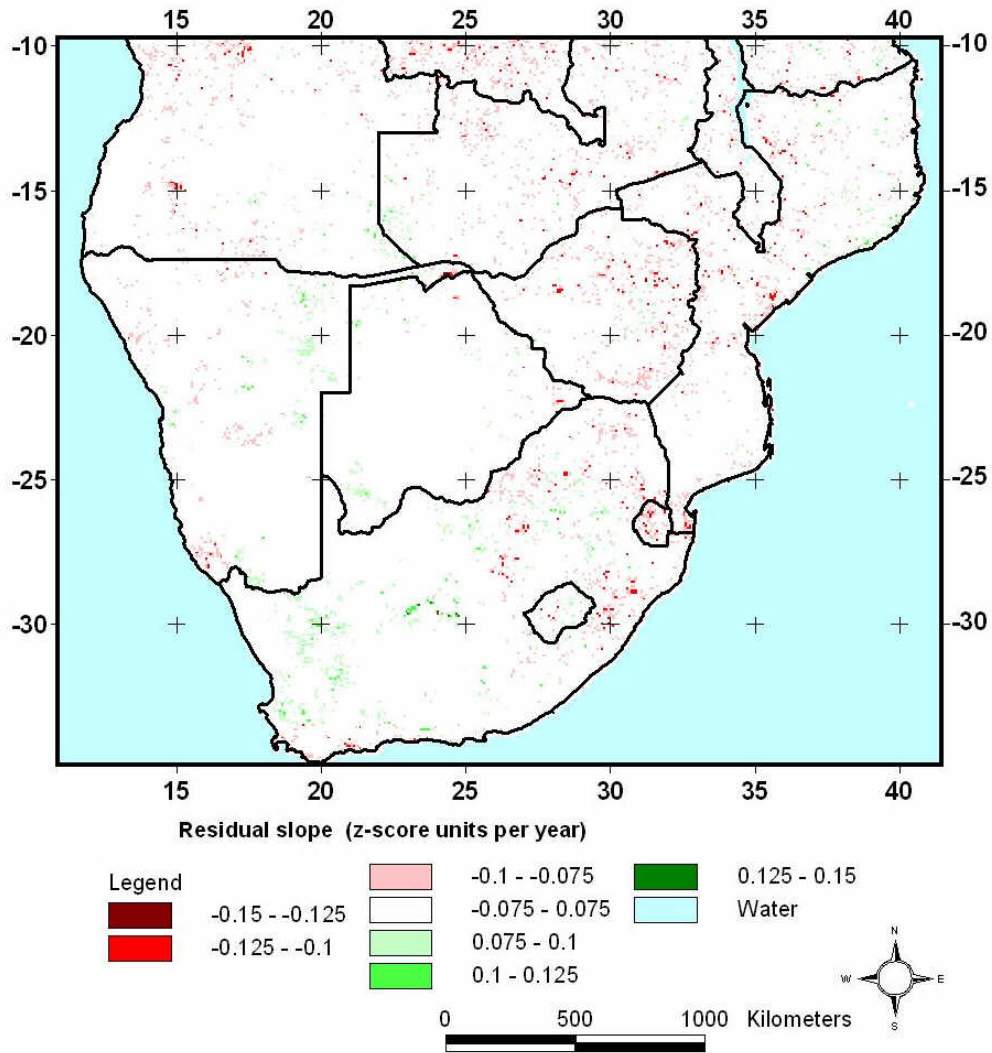 15 20 25 30 35 40
-10 -10
-15 -15
-20 -20
-25 -25
-30 -30
15 20 25 30 35 40
Residual slope (z-score units per year)
Legend
-0.15 - -0.125
-0.125 - -0.1
-0.1 - -0.075
-0.075 - 0.075
0.075 - 0.1
0.1 - 0.125
0.125 - 0.15
Water
N
W E
S
0 500 1000 Kilometers